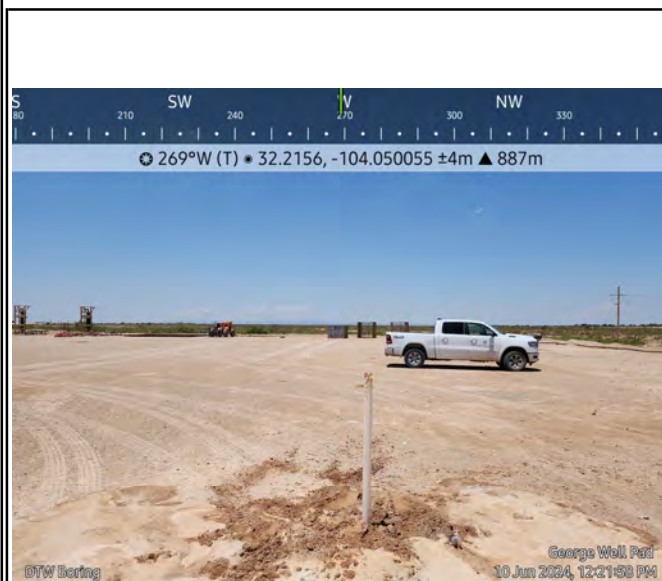 S SW W NW
180 210 240 270 300 330
269°W (T) ● 32.2156, -104.050055 ±4m ▲ 887m
DTW Boring
George Well Pad
10 Jun 2024, 12:21:58 PM